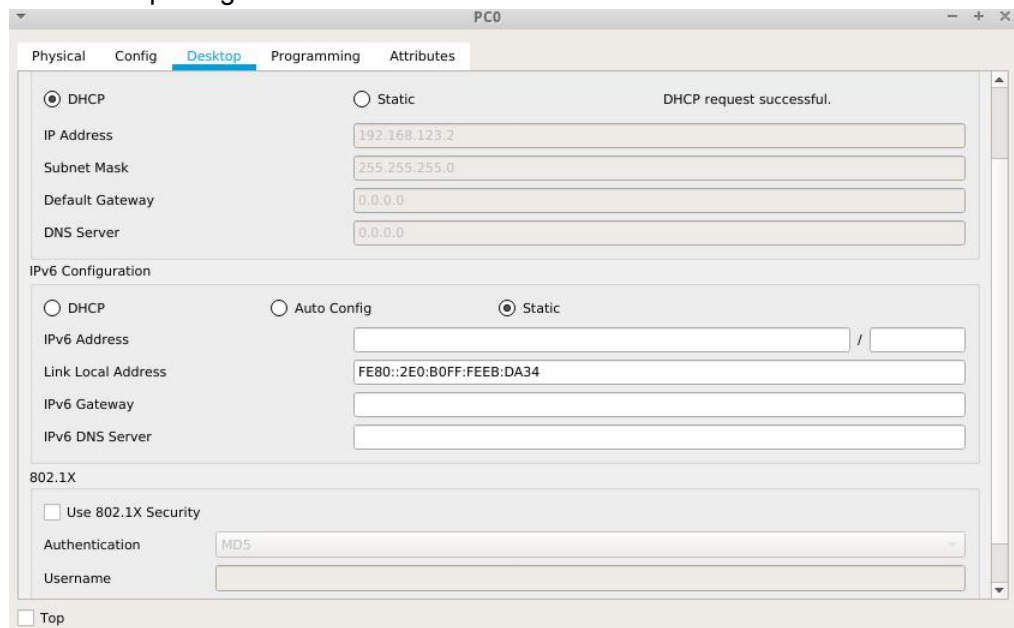 PC0
Physical Config Desktop Programming Attributes
DHCP Static DHCP request successful.
IP Address 192.168.123.2
Subnet Mask 255.255.255.0
Default Gateway 0.0.0.0
DNS Server 0.0.0.0
IPv6 Configuration
DHCP Auto Config Static
IPv6 Address /
Link Local Address FE80::2E0:B0FF:FEEB:DA34
IPv6 Gateway
IPv6 DNS Server
802.1X
Use 802.1X Security
Authentication MD5
Username
Top